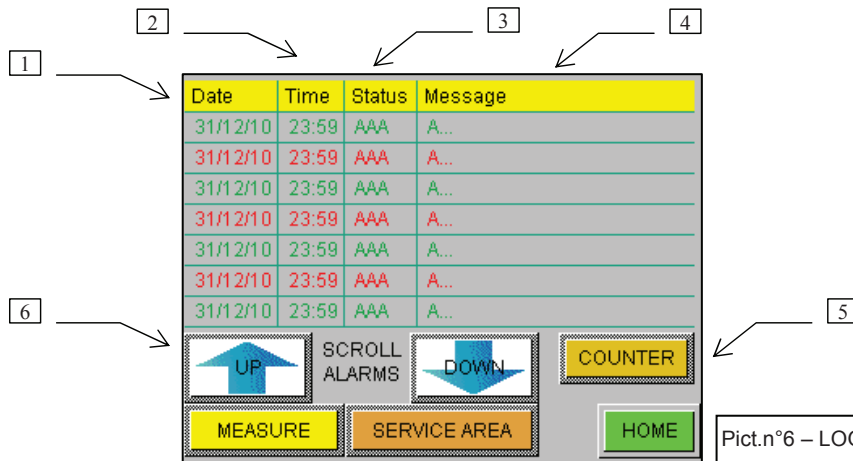 2 3 4
1
Date Time Status Message
31/12/10 23:59 AAA A...
31/12/10 23:59 AAA A...
31/12/10 23:59 AAA A...
31/12/10 23:59 AAA A...
31/12/10 23:59 AAA A...
31/12/10 23:59 AAA A...
31/12/10 23:59 AAA A...
6 5
UP SCROLL ALARMS DOWN COUNTER
MEASURE SERVICE AREA HOME
Pict.n°6 – LOG